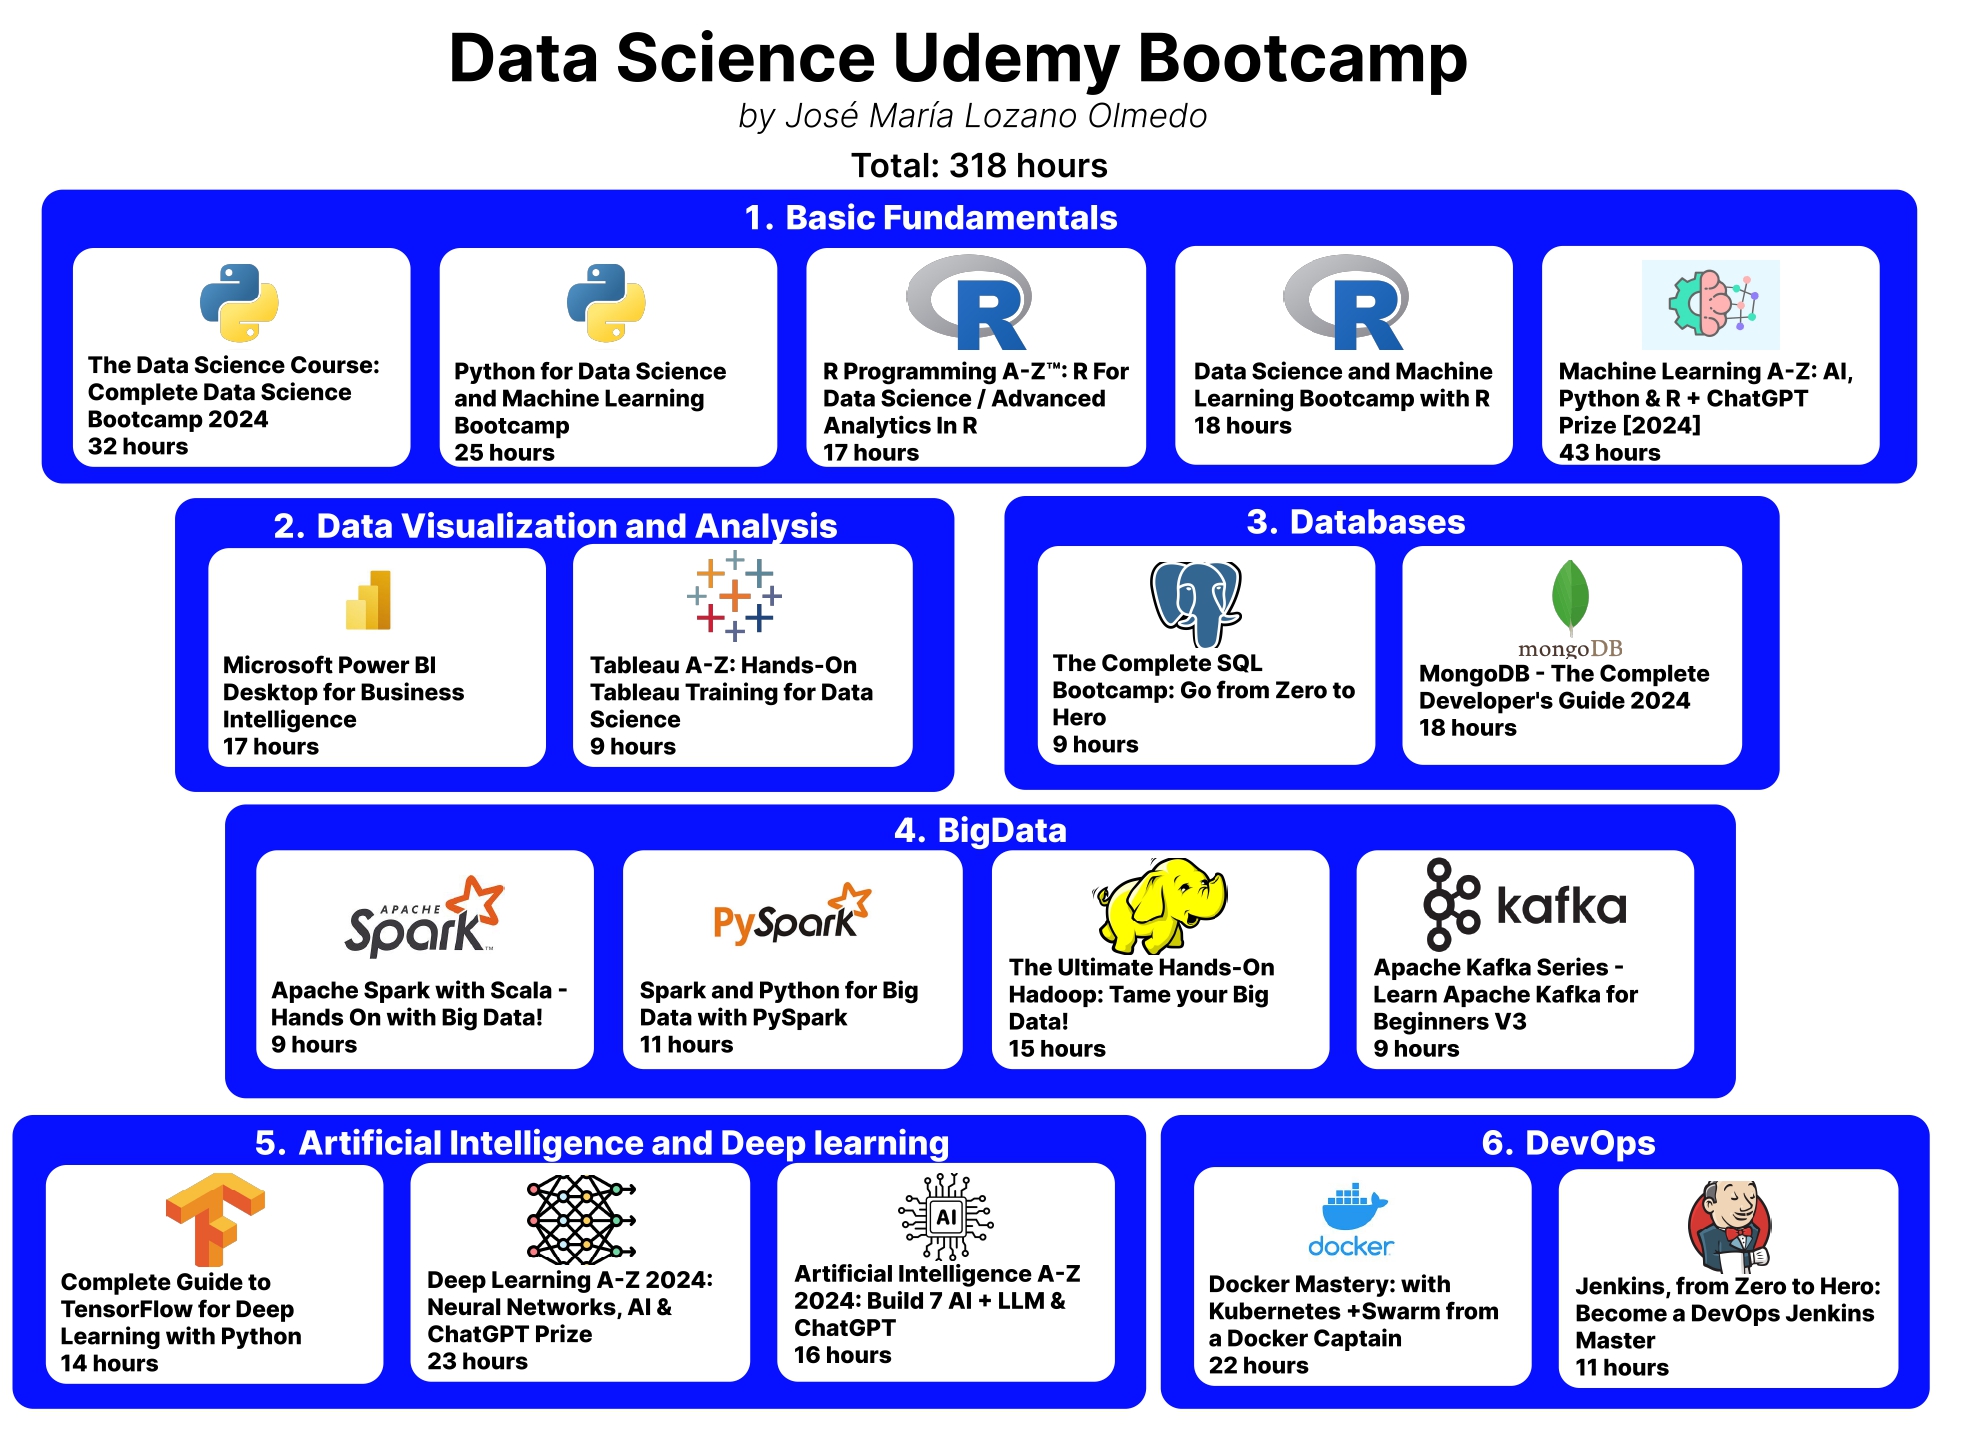 Data Science Udemy Bootcamp
by José María Lozano Olmedo
Total: 318 hours
1. Basic Fundamentals
The Data Science Course:
Complete Data Science
Bootcamp 2024
32 hours
Python for Data Science
and Machine Learning
Bootcamp
25 hours
R
R Programming A-Z™: R For
Data Science / Advanced
Analytics In R
17 hours
R
Data Science and Machine
Learning Bootcamp with R
18 hours
Machine Learning A-Z: AI,
Python & R + ChatGPT
Prize [2024]
43 hours
2. Data Visualization and Analysis
Microsoft Power BI
Desktop for Business
Intelligence
17 hours
Tableau A-Z: Hands-On
Tableau Training for Data
Science
9 hours
3. Databases
The Complete SQL
Bootcamp: Go from Zero to
Hero
9 hours
mongoDB
MongoDB - The Complete
Developer's Guide 2024
18 hours
4. BigData
APACHE
Spark™
Apache Spark with Scala -
Hands On with Big Data!
9 hours
PySpark
Spark and Python for Big
Data with PySpark
11 hours
The Ultimate Hands-On
Hadoop: Tame your Big
Data!
15 hours
kafka
Apache Kafka Series -
Learn Apache Kafka for
Beginners V3
9 hours
5. Artificial Intelligence and Deep learning
Complete Guide to
TensorFlow for Deep
Learning with Python
14 hours
Deep Learning A-Z 2024:
Neural Networks, AI &
ChatGPT Prize
23 hours
AI
Artificial Intelligence A-Z
2024: Build 7 AI + LLM &
ChatGPT
16 hours
6. DevOps
docker
Docker Mastery: with
Kubernetes +Swarm from
a Docker Captain
22 hours
Jenkins, from Zero to Hero:
Become a DevOps Jenkins
Master
11 hours